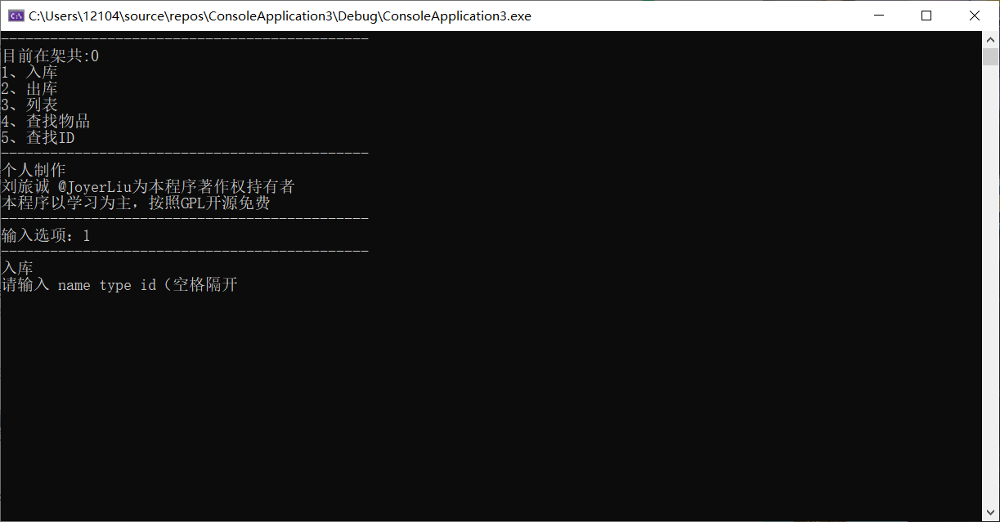 C:\Users\12104\source\repos\ConsoleApplication3\Debug\ConsoleApplication3.exe
---------------------------------------------
目前在架共:0
1、入库
2、出库
3、列表
4、查找物品
5、查找ID
---------------------------------------------
个人制作
刘旅诚 @JoyerLiu为本程序著作权持有者
本程序以学习为主，按照GPL开源免费
---------------------------------------------
输入选项：1
---------------------------------------------
入库
请输入 name type id（空格隔开